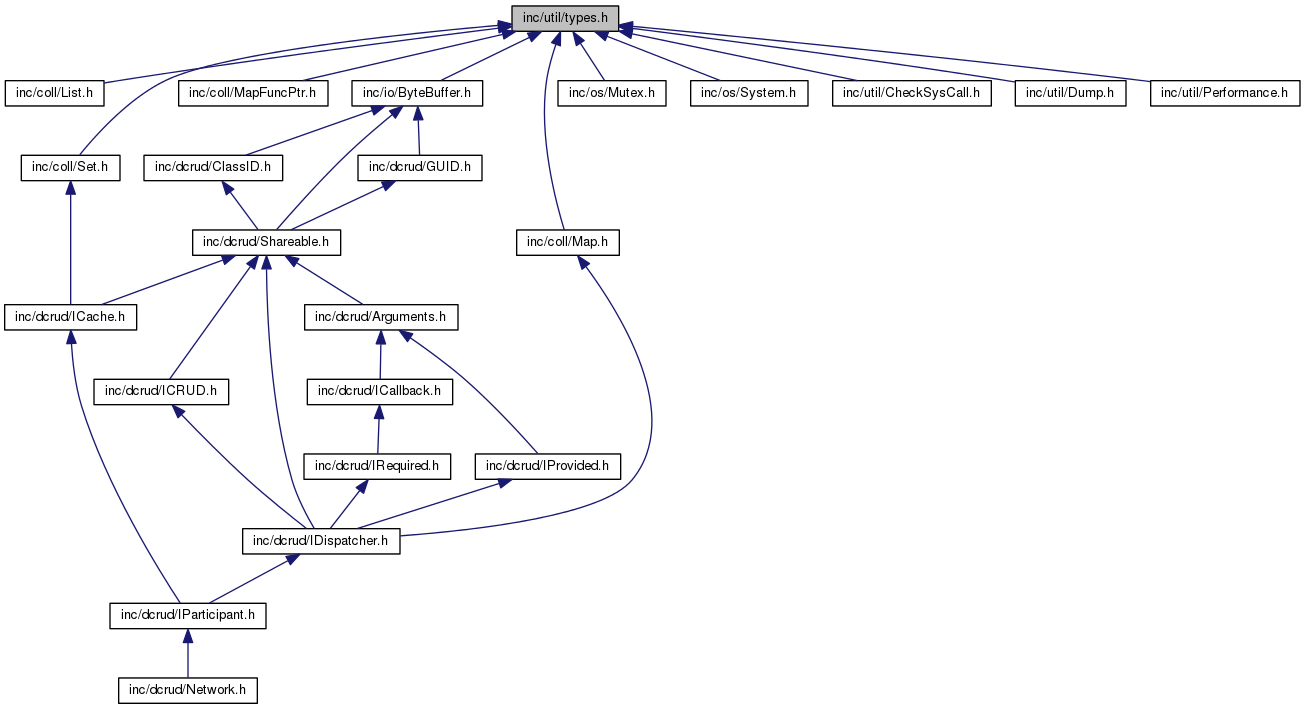 inc/util/types.h
inc/coll/List.h
inc/coll/MapFuncPtr.h
inc/io/ByteBuffer.h
inc/os/Mutex.h
inc/os/System.h
inc/util/CheckSysCall.h
inc/util/Dump.h
inc/util/Performance.h
inc/coll/Set.h
inc/dcrud/ClassID.h
inc/dcrud/GUID.h
inc/dcrud/Shareable.h
inc/coll/Map.h
inc/dcrud/ICache.h
inc/dcrud/Arguments.h
inc/dcrud/ICRUD.h
inc/dcrud/ICallback.h
inc/dcrud/IRequired.h
inc/dcrud/IProvided.h
inc/dcrud/IDispatcher.h
inc/dcrud/IParticipant.h
inc/dcrud/Network.h